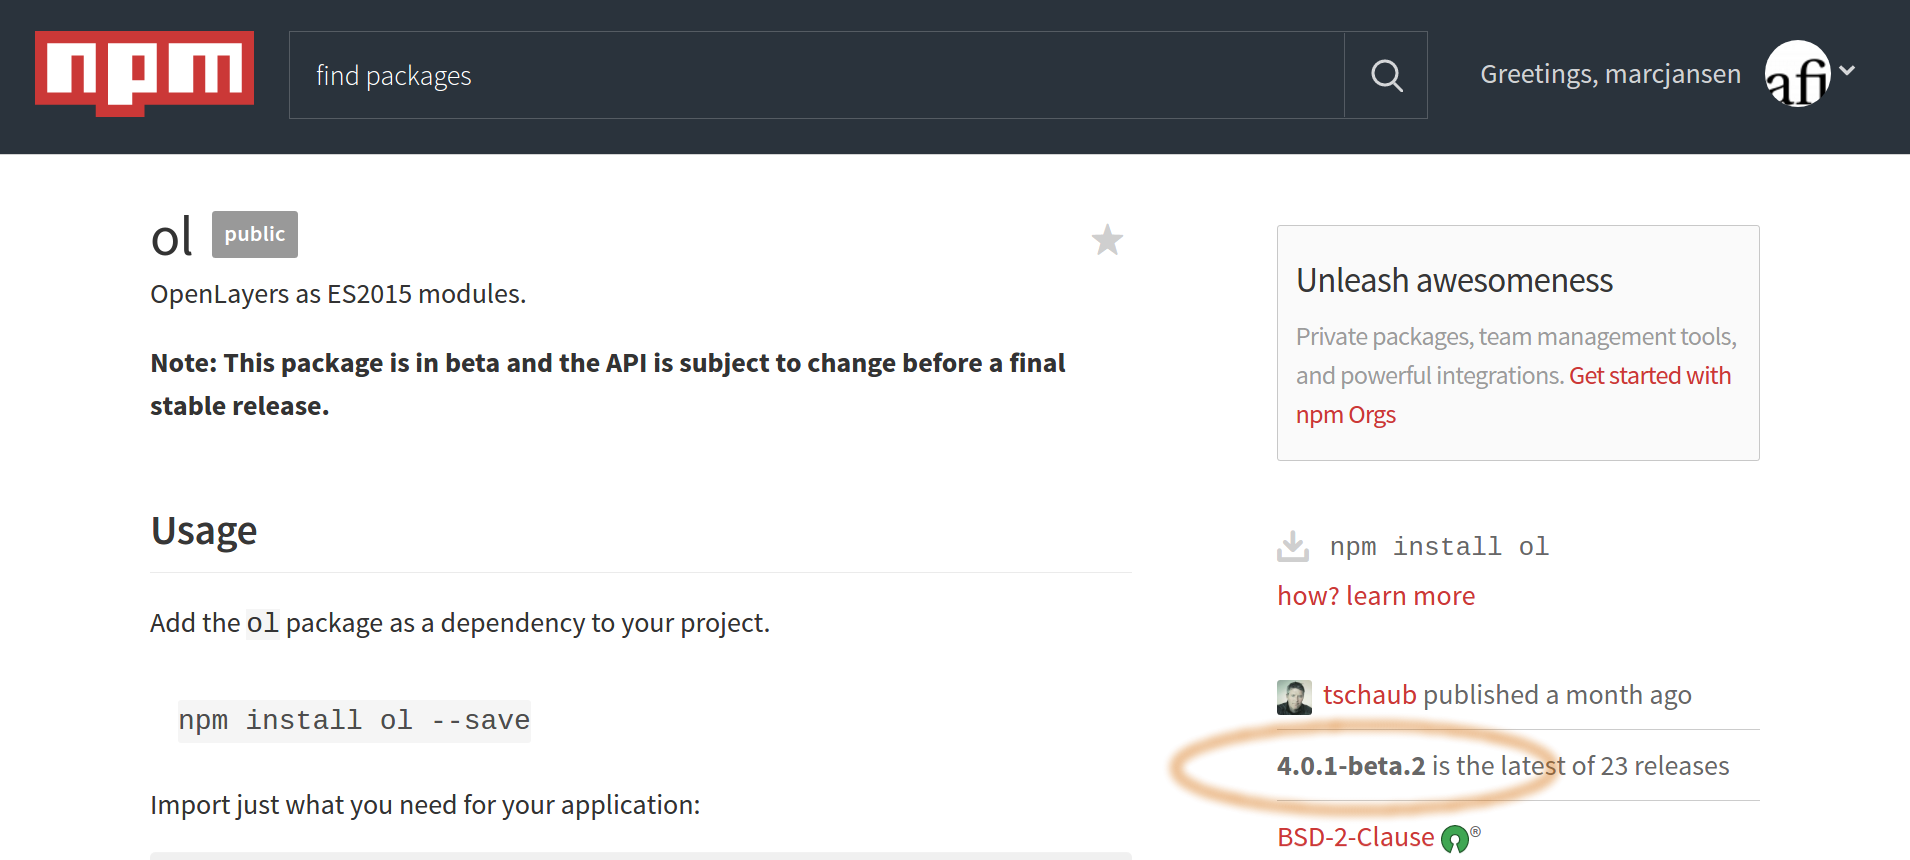 npm
find packages
Greetings, marcjansen
afi
ol public
OpenLayers as ES2015 modules.
Note: This package is in beta and the API is subject to change before a final
stable release.
Usage
Add the ol package as a dependency to your project.
npm install ol --save
Import just what you need for your application:
Unleash awesomeness
Private packages, team management tools,
and powerful integrations. Get started with
npm Orgs
npm install ol
how? learn more
tschaub published a month ago
4.0.1-beta.2 is the latest of 23 releases
BSD-2-Clause ®